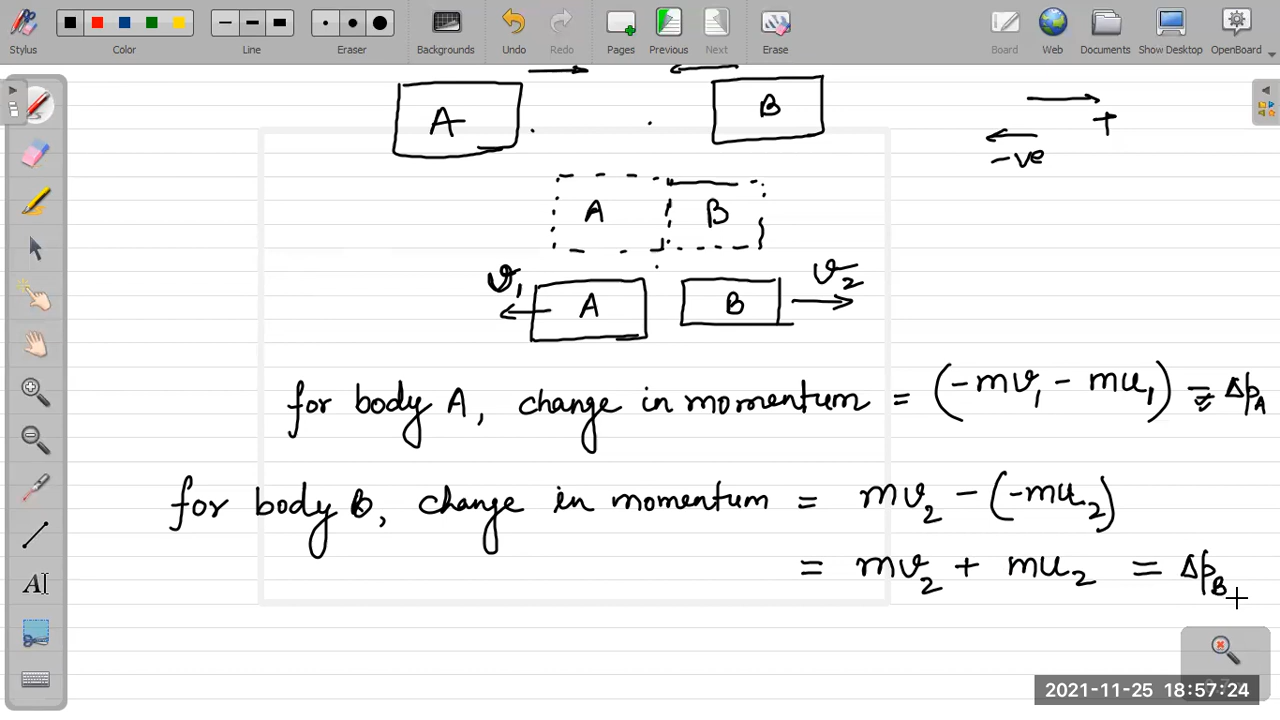 Stylus Color Line Eraser Backgrounds Undo Redo Pages Previous Next Erase Board Web Documents Show Desktop OpenBoard
A B
+
-ve
A B
v₁ A B v₂
for body A, change in momentum = (-mv₁ - mu₁) = Δp_A
for body B, change in momentum = mv₂ - (-mu₂)
= mv₂ + mu₂ = Δp_B
2021-11-25 18:57:24